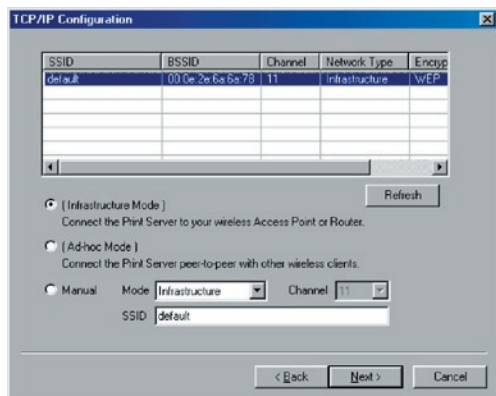 TCP/IP Configuration
SSID BSSID Channel Network Type Encryp
default 00:0e:2e:6a:6a:78 11 Infrastructure WEP
Refresh
( Infrastructure Mode )
Connect the Print Server to your wireless Access Point or Router.
( Ad-hoc Mode )
Connect the Print Server peer-to-peer with other wireless clients.
Manual Mode Infrastructure Channel 11
SSID default
< Back Next > Cancel